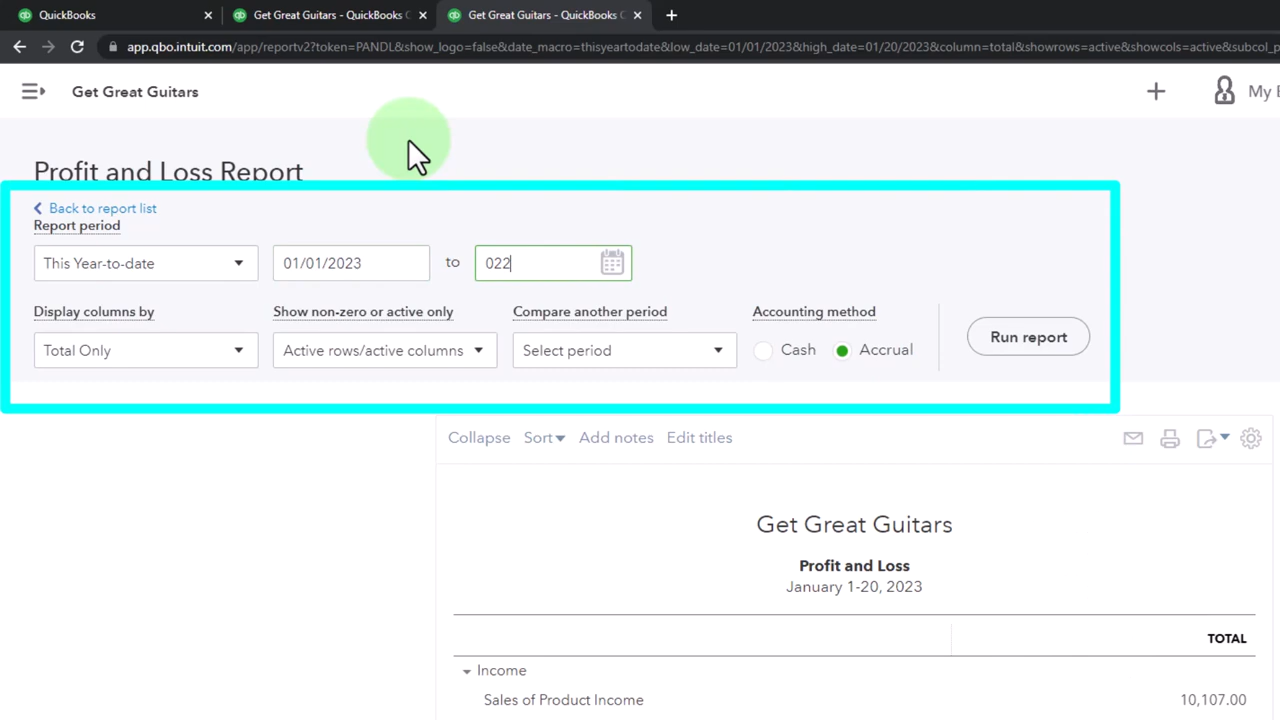 QuickBooks
Get Great Guitars - QuickBooks
Get Great Guitars - QuickBooks
app.qbo.intuit.com/app/reportv2?token=PANDL&show_logo=false&date_macro=thisyeartodate&low_date=01/01/2023&high_date=01/20/2023&column=total&showrows=active&showcols=active&subcol_p
Get Great Guitars
My
Profit and Loss Report
Back to report list
Report period
This Year-to-date 01/01/2023 to 022
Display columns by Show non-zero or active only Compare another period Accounting method
Total Only Active rows/active columns Select period Cash Accrual Run report
Collapse Sort Add notes Edit titles
Get Great Guitars
Profit and Loss
January 1-20, 2023
TOTAL
Income
Sales of Product Income 10,107.00